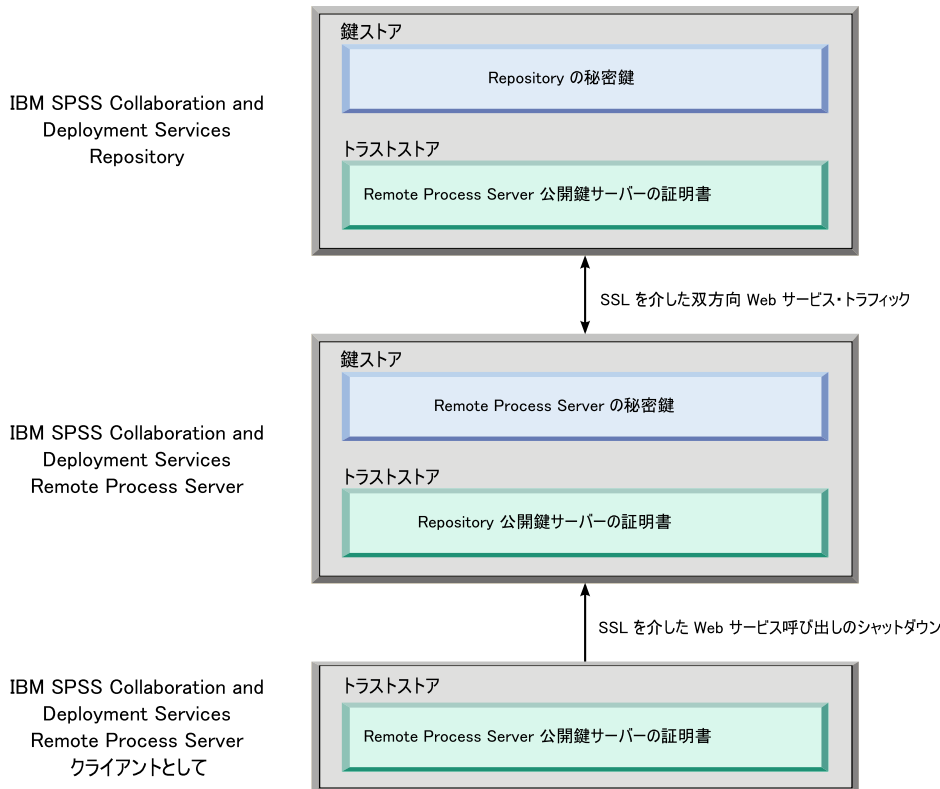 鍵ストア
Repository の秘密鍵
IBM SPSS Collaboration and
Deployment Services
Repository
トラストストア
Remote Process Server 公開鍵サーバーの証明書
SSL を介した双方向 Web サービス・トラフィック
鍵ストア
Remote Process Server の秘密鍵
IBM SPSS Collaboration and
Deployment Services
Remote Process Server
トラストストア
Repository 公開鍵サーバーの証明書
SSL を介した Web サービス呼び出しのシャットダウン
IBM SPSS Collaboration and
Deployment Services
Remote Process Server
クライアントとして
トラストストア
Remote Process Server 公開鍵サーバーの証明書